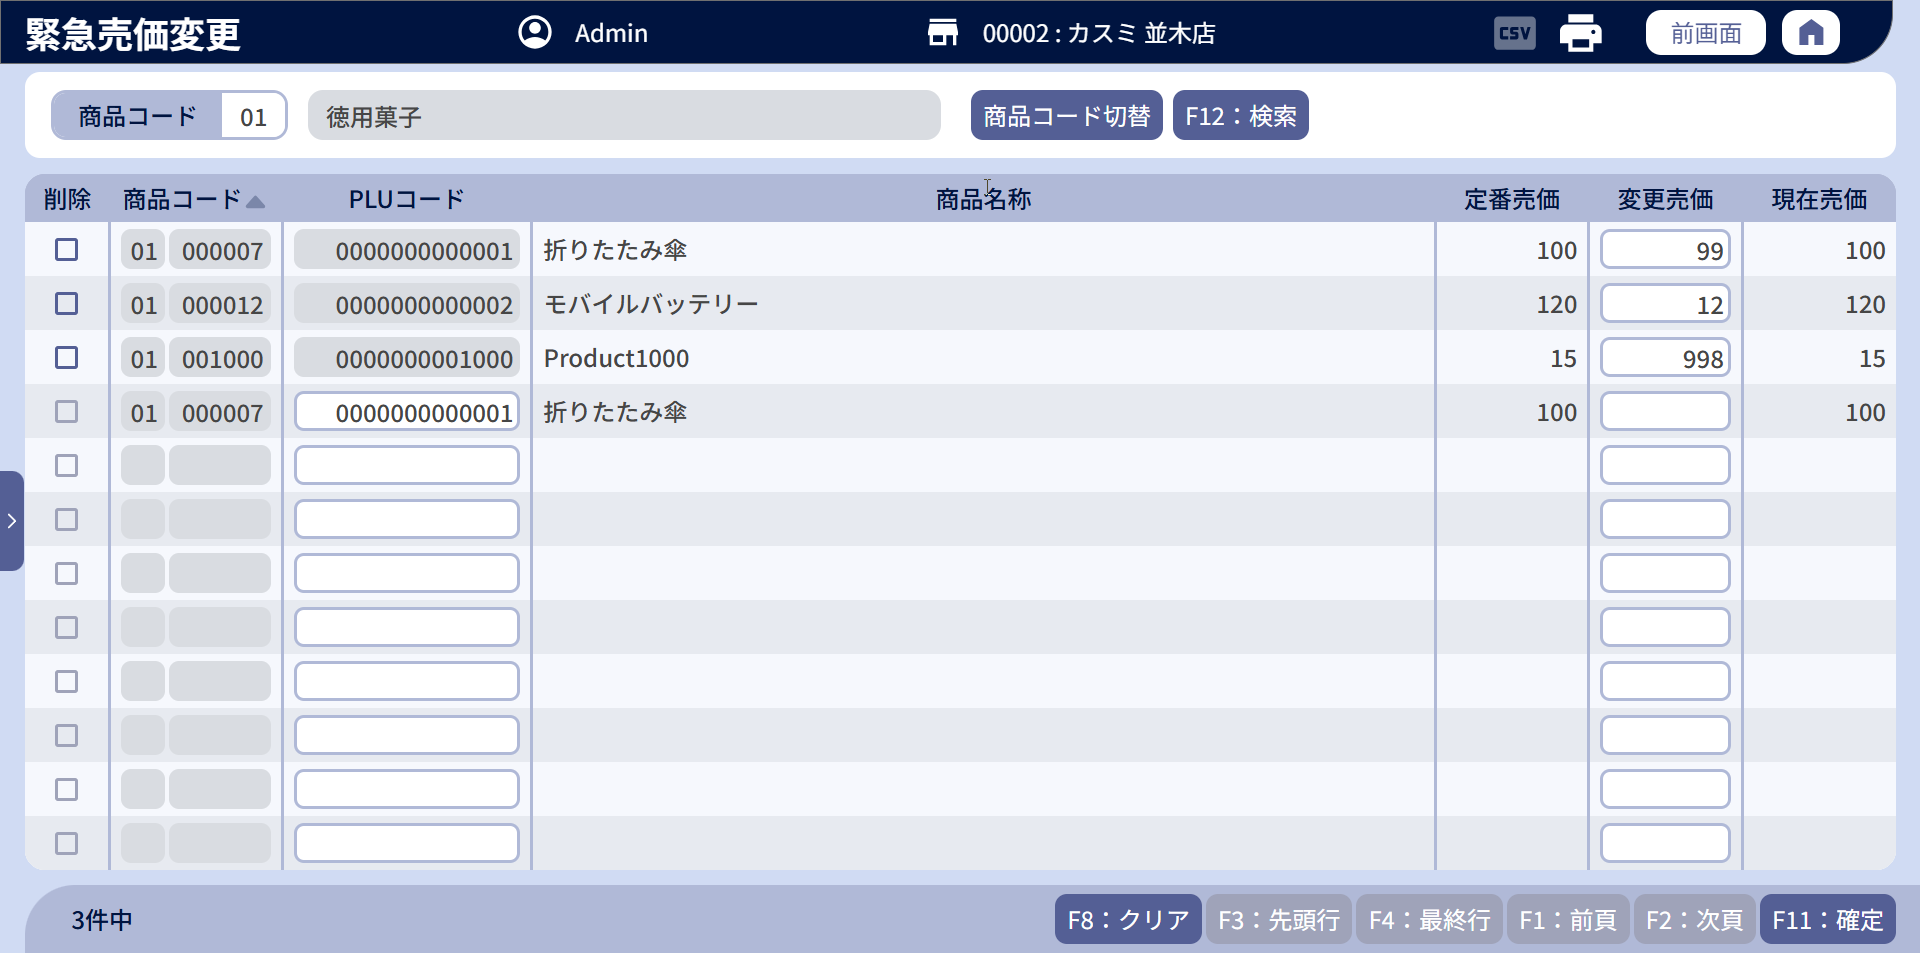 緊急売価変更 Admin 00002 : カスミ 並木店 CSV 前画面
商品コード 01 徳用菓子 商品コード切替 F12：検索
削除 商品コード PLUコード 商品名称 定番売価 変更売価 現在売価
01 000007 0000000000001 折りたたみ傘 100 99 100
01 000012 0000000000002 モバイルバッテリー 120 12 120
01 001000 0000000001000 Product1000 15 998 15
01 000007 0000000000001 折りたたみ傘 100 100
3件中 F8：クリア F3：先頭行 F4：最終行 F1：前頁 F2：次頁 F11：確定